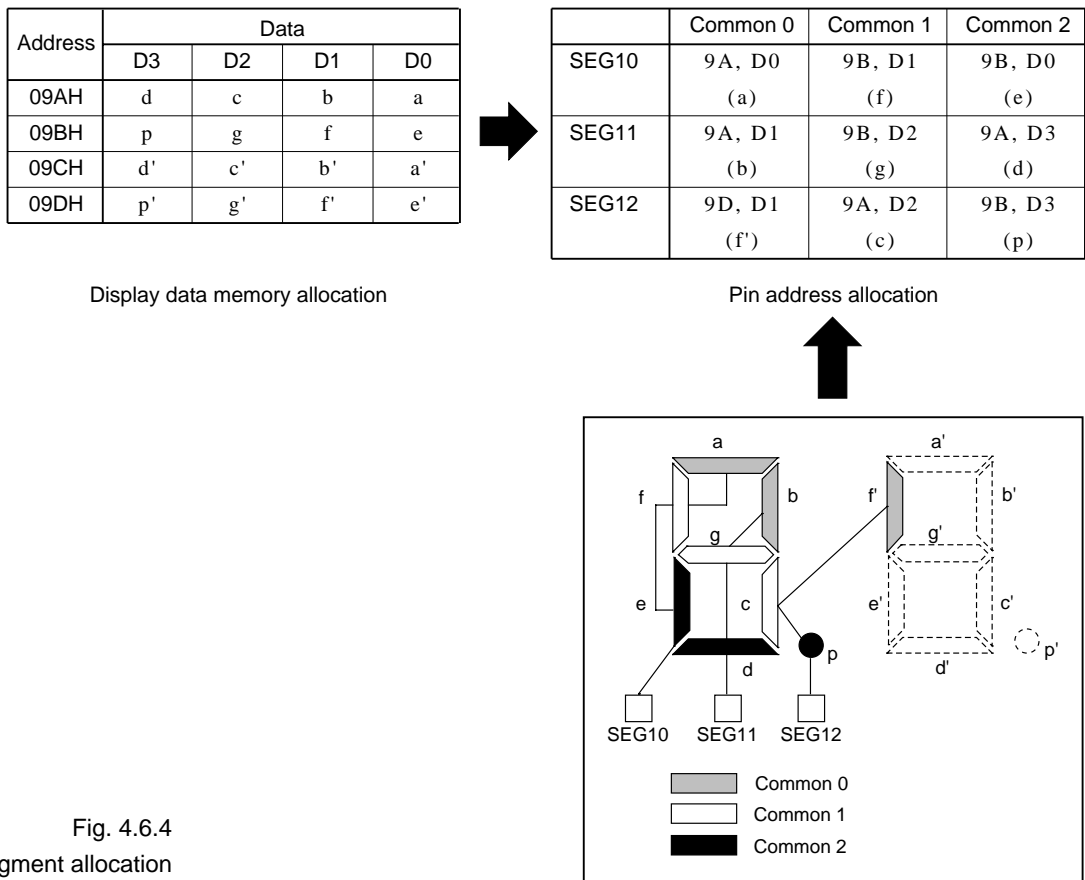 Address Data
D3 D2 D1 D0
09AH d c b a
09BH p g f e
09CH d' c' b' a'
09DH p' g' f' e'
Display data memory allocation
Common 0 Common 1 Common 2
SEG10 9A, D0 9B, D1 9B, D0
(a) (f) (e)
SEG11 9A, D1 9B, D2 9A, D3
(b) (g) (d)
SEG12 9D, D1 9A, D2 9B, D3
(f') (c) (p)
Pin address allocation
a a'
f b f' b'
g g'
e c e' c'
p p'
d d'
SEG10 SEG11 SEG12
Common 0
Common 1
Common 2
Fig. 4.6.4
gment allocation